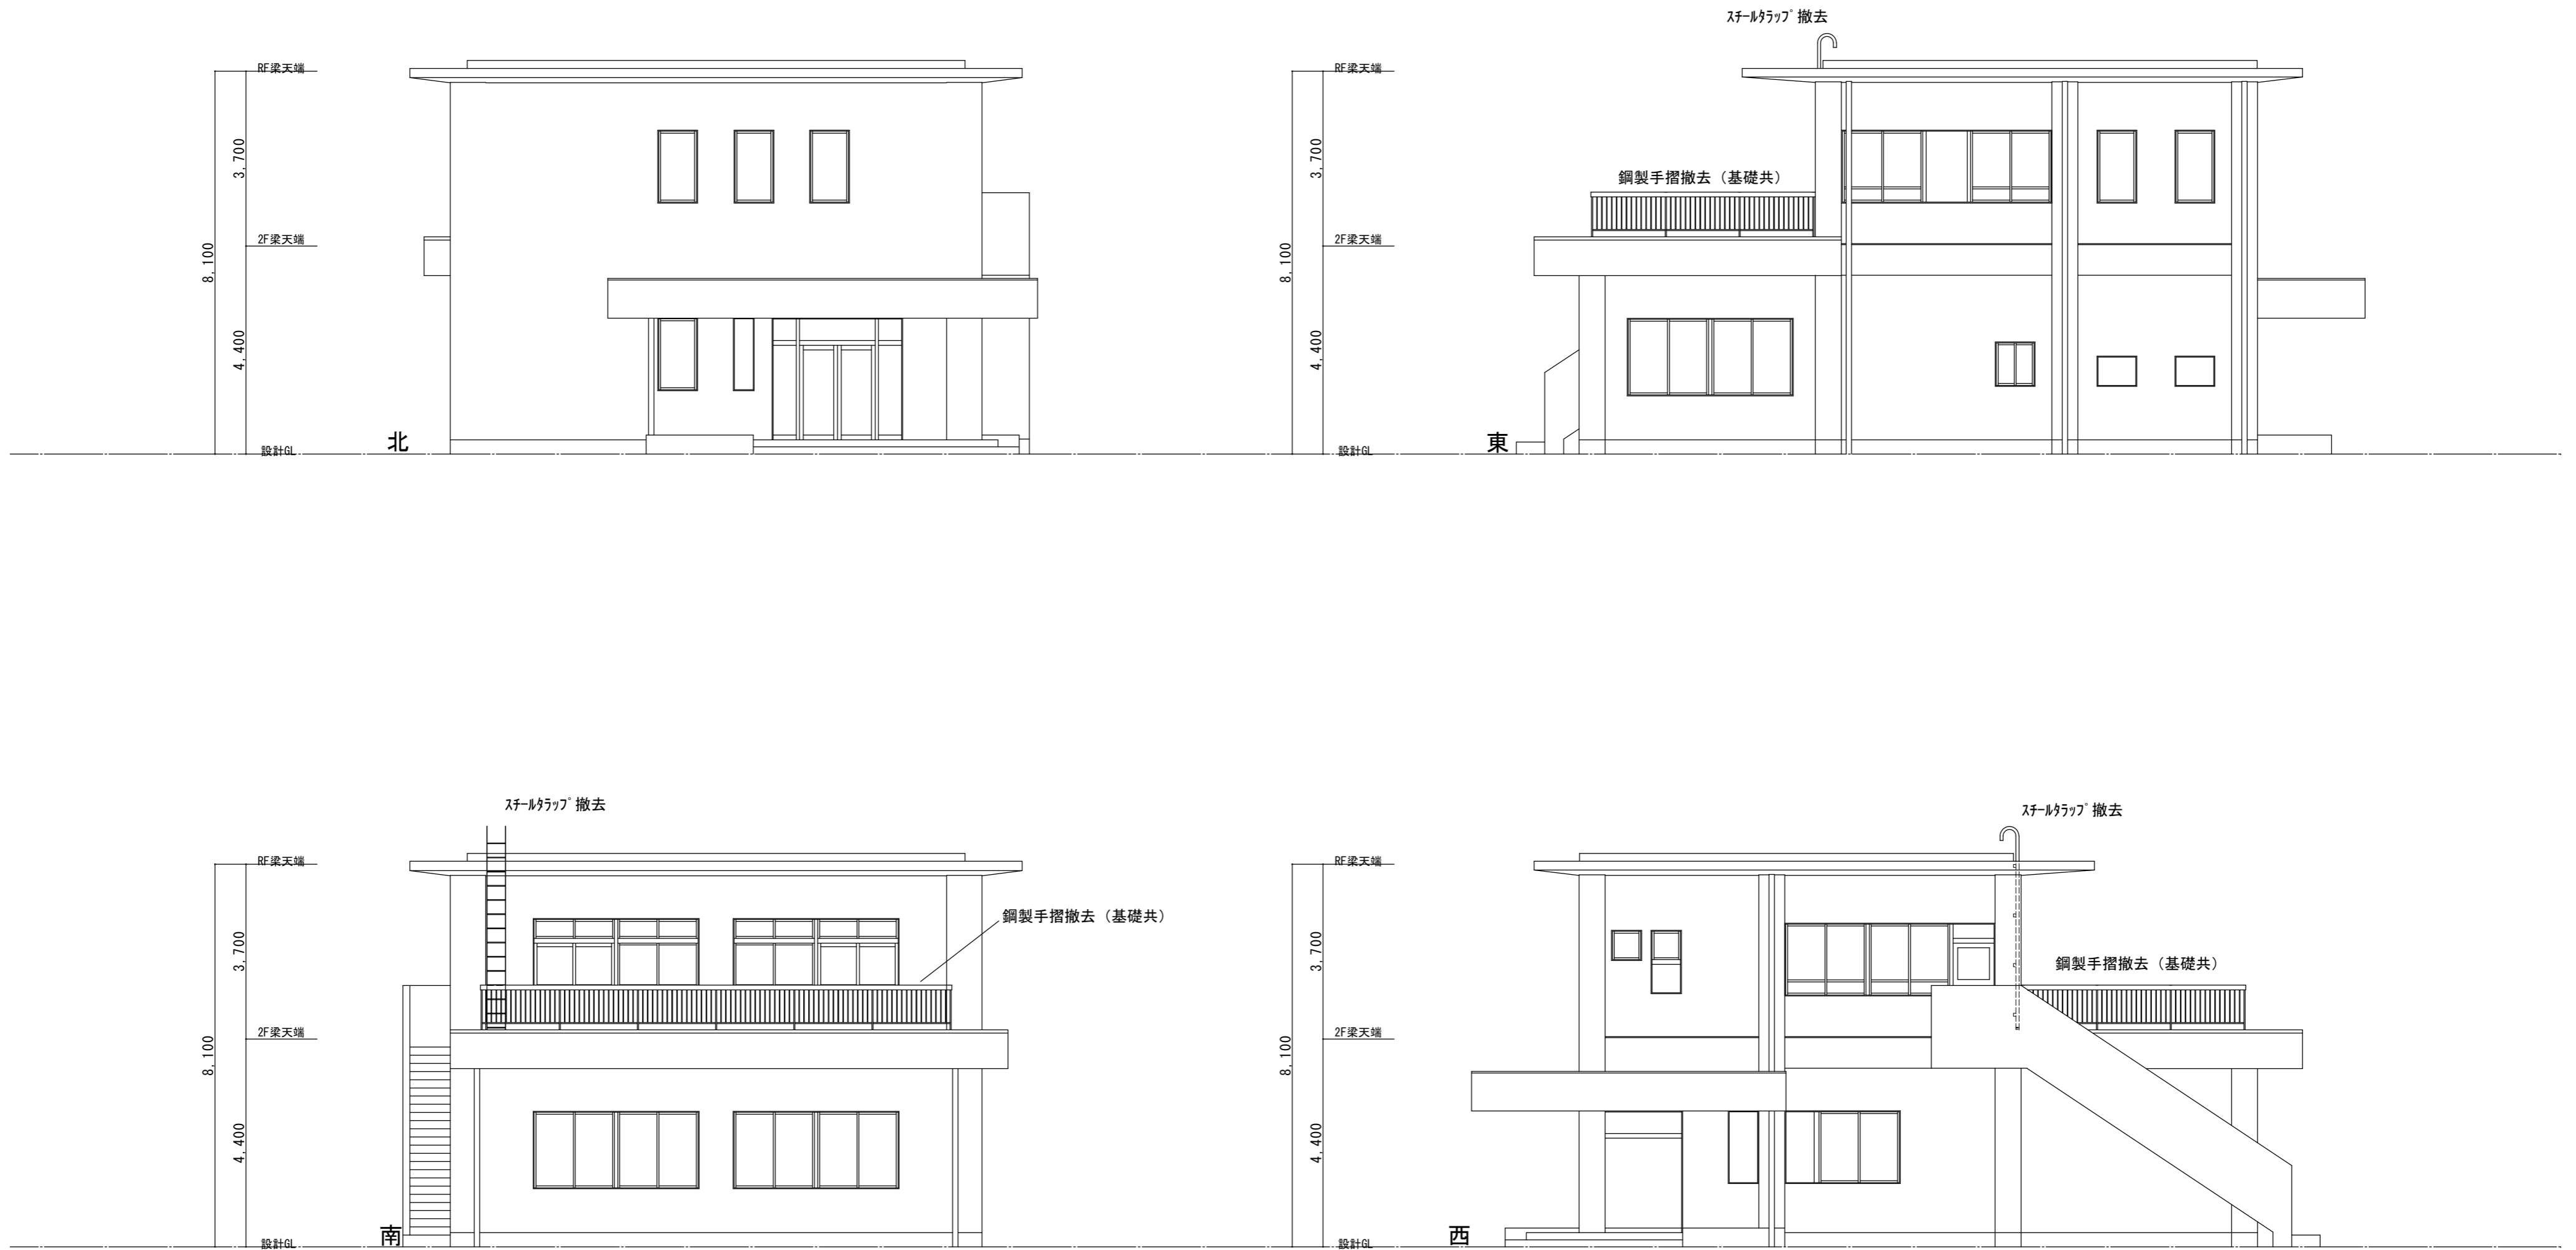 RF梁天端
3,700
2F梁天端
8,100
4,400
設計GL
北
ｽﾁｰﾙﾀﾗｯﾌﾟ撤去
RF梁天端
3,700
鋼製手摺撤去（基礎共）
2F梁天端
8,100
4,400
設計GL
東
ｽﾁｰﾙﾀﾗｯﾌﾟ撤去
RF梁天端
鋼製手摺撤去（基礎共）
3,700
2F梁天端
8,100
4,400
設計GL
南
ｽﾁｰﾙﾀﾗｯﾌﾟ撤去
RF梁天端
3,700
鋼製手摺撤去（基礎共）
2F梁天端
8,100
4,400
設計GL
西